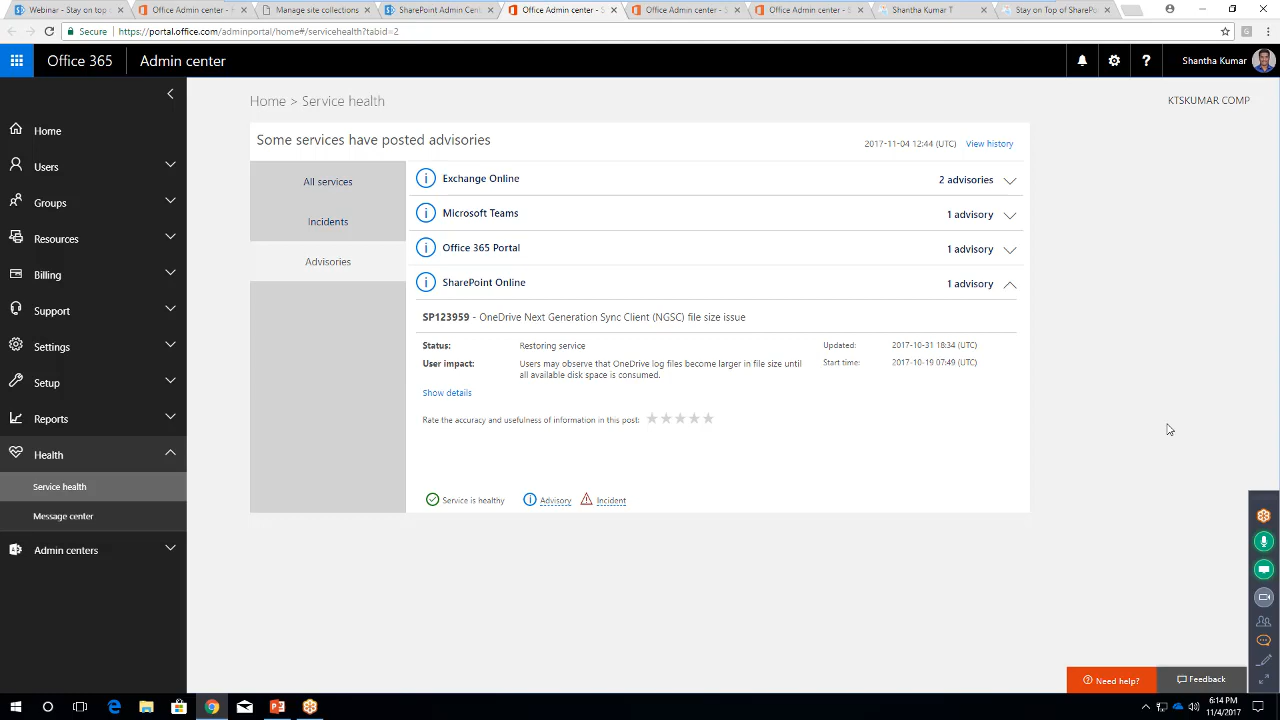 Webinar - Stay on top
Office Admin center -
Manage site collections
SharePoint Admin Cent
Office Admin center - S
Office Admin center - S
Office Admin center - S
Shantha Kumar T
Stay on Top of SharePo
Secure
https://portal.office.com/adminportal/home#/servicehealth?tabid=2
Office 365
Admin center
Shantha Kumar
Home > Service health
KTSKUMAR COMP
Home
Users
Groups
Resources
Billing
Support
Settings
Setup
Reports
Health
Service health
Message center
Admin centers
Some services have posted advisories
2017-11-04 12:44 (UTC) View history
All services
Incidents
Advisories
Exchange Online 2 advisories
Microsoft Teams 1 advisory
Office 365 Portal 1 advisory
SharePoint Online 1 advisory
SP123959 - OneDrive Next Generation Sync Client (NGSC) file size issue
Status: Restoring service Updated: 2017-10-31 18:34 (UTC)
User impact: Users may observe that OneDrive log files become larger in file size until Start time: 2017-10-19 07:49 (UTC)
all available disk space is consumed.
Show details
Rate the accuracy and usefulness of information in this post:
Service is healthy Advisory Incident
Need help? Feedback
6:14 PM
11/4/2017